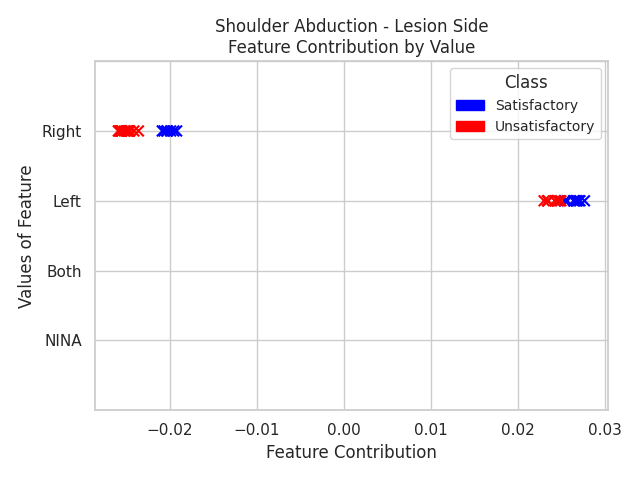 Shoulder Abduction - Lesion Side
Feature Contribution by Value
Class
Satisfactory
Unsatisfactory
Values of Feature
Right
Left
Both
NINA
−0.02
−0.01
0.00
0.01
0.02
0.03
Feature Contribution